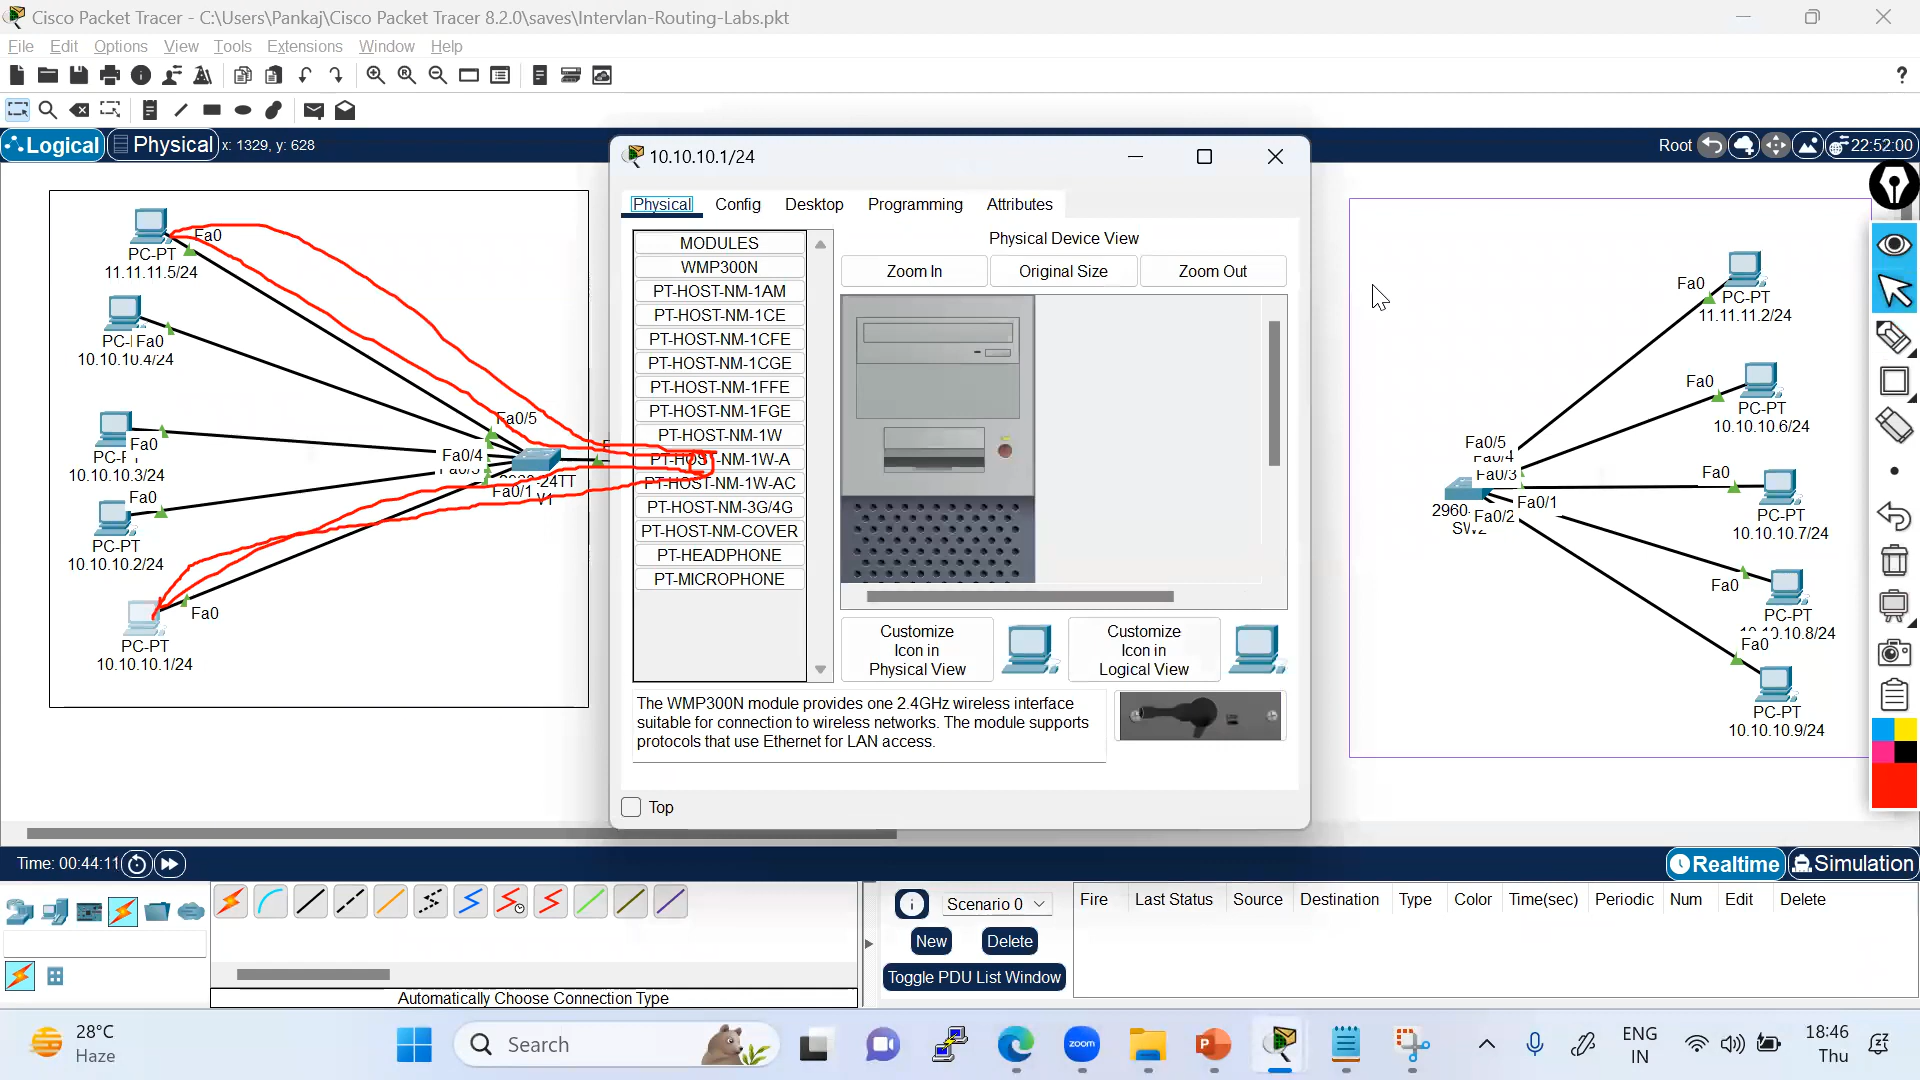 Cisco Packet Tracer - C:\Users\Pankaj\Cisco Packet Tracer 8.2.0\saves\Intervlan-Routing-Labs.pkt
File Edit Options View Tools Extensions Window Help
?
Logical Physical x: 1329, y: 628
Root 22:52:00
Fa0
PC-PT
11.11.11.5/24
Fa0
10.10.10.4/24
Fa0
10.10.10.3/24
Fa0
PC-PT
10.10.10.2/24
Fa0
PC-PT
10.10.10.1/24
Fa0/5
Fa0/4
Fa0/1
-24TT
10.10.10.1/24
Physical Config Desktop Programming Attributes
MODULES
WMP300N
PT-HOST-NM-1AM
PT-HOST-NM-1CE
PT-HOST-NM-1CFE
PT-HOST-NM-1CGE
PT-HOST-NM-1FFE
PT-HOST-NM-1FGE
PT-HOST-NM-1W
PT-HOST-NM-1W-A
PT-HOST-NM-1W-AC
PT-HOST-NM-3G/4G
PT-HOST-NM-COVER
PT-HEADPHONE
PT-MICROPHONE
Physical Device View
Zoom In Original Size Zoom Out
Customize
Icon in
Physical View
Customize
Icon in
Logical View
The WMP300N module provides one 2.4GHz wireless interface
suitable for connection to wireless networks. The module supports
protocols that use Ethernet for LAN access.
Top
Fa0
PC-PT
11.11.11.2/24
Fa0
PC-PT
10.10.10.6/24
Fa0
PC-PT
10.10.10.7/24
Fa0
PC-PT
10.10.10.8/24
Fa0
PC-PT
10.10.10.9/24
Fa0/5
Fa0/4
Fa0/3
Fa0/1
2960
Fa0/2
SW2
Time: 00:44:11
Realtime Simulation
Automatically Choose Connection Type
Scenario 0
New Delete
Toggle PDU List Window
Fire Last Status Source Destination Type Color Time(sec) Periodic Num Edit Delete
28°C
Haze
Search
zoom
ENG
IN
18:46
Thu